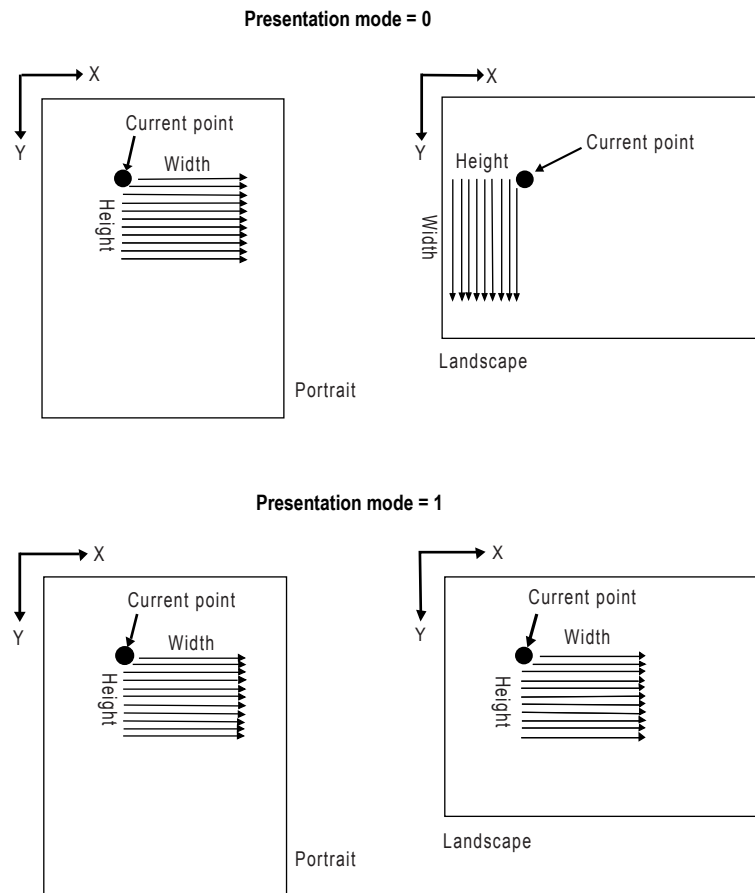 Presentation mode = 0
X
Y
Current point
Width
Height
Portrait
X
Y
Height
Current point
Width
Landscape
Presentation mode = 1
X
Y
Current point
Width
Height
Portrait
X
Y
Current point
Width
Height
Landscape